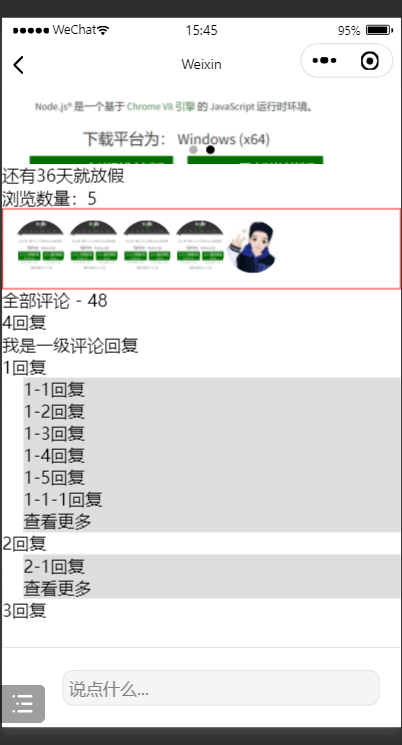 WeChat 15:45 95%
Weixin
Node.js® 是一个基于 Chrome V8 引擎 的 JavaScript 运行时环境。
下载平台为： Windows (x64)
还有36天就放假
浏览数量：5
全部评论 - 48
4回复
我是一级评论回复
1回复
1-1回复
1-2回复
1-3回复
1-4回复
1-5回复
1-1-1回复
查看更多
2回复
2-1回复
查看更多
3回复
说点什么...